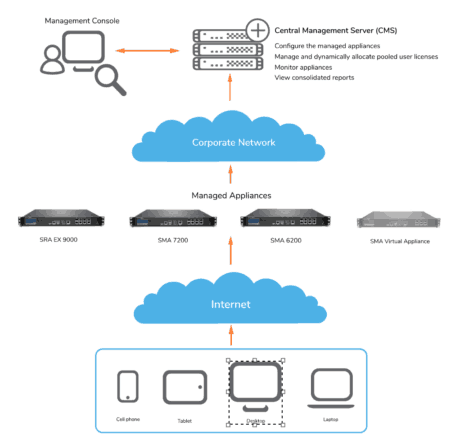 Management Console
Central Management Server (CMS)
Configure the managed appliances
Manage and dynamically allocate pooled user licenses
Monitor appliances
View consolidated reports
Corporate Network
Managed Appliances
SRA EX 9000
SMA 7200
SMA 6200
SMA Virtual Appliance
Internet
Cell phone
Tablet
Desktop
Laptop